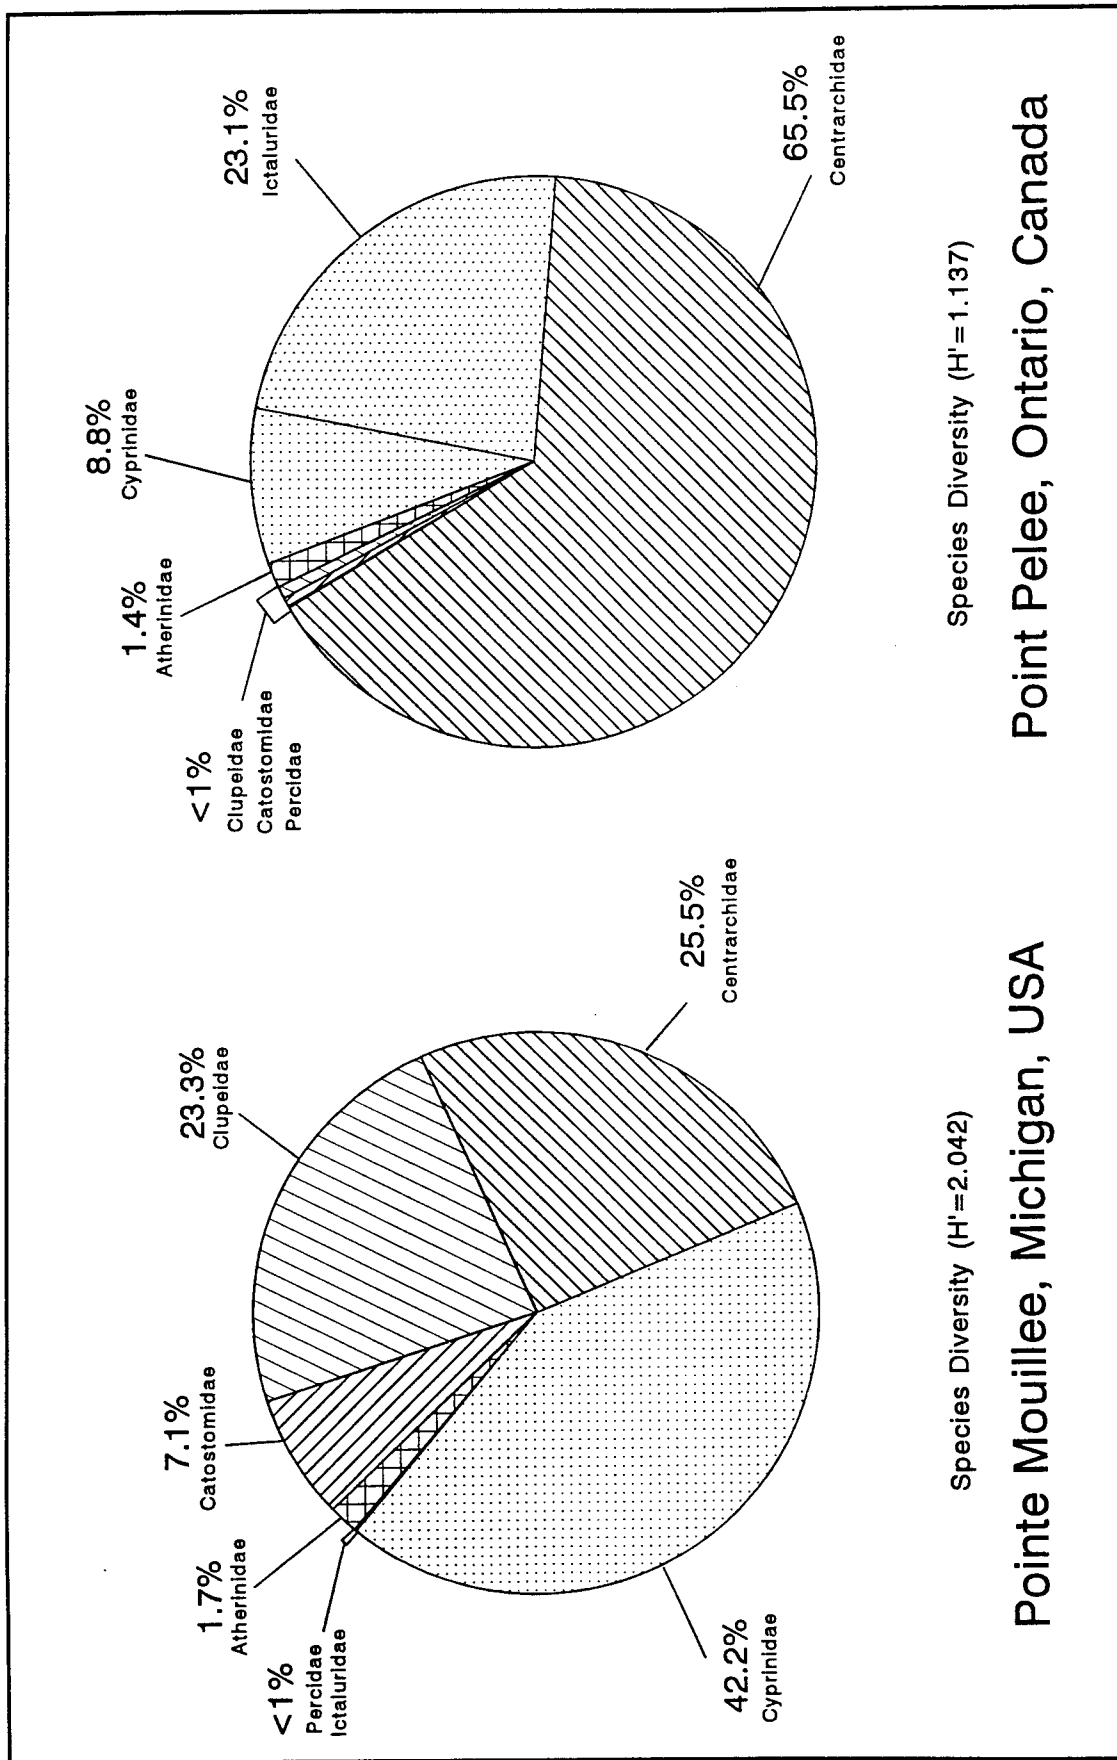 23.3%
Clupeidae
7.1%
Catostomidae
1.7%
Atherinidae
<1%
Percidae
Ictaluridae
42.2%
Cyprinidae
25.5%
Centrarchidae
Species Diversity (H'=2.042)
Pointe Mouillee, Michigan, USA
23.1%
Ictaluridae
8.8%
Cyprinidae
1.4%
Atherinidae
<1%
Clupeidae
Catostomidae
Percidae
65.5%
Centrarchidae
Species Diversity (H'=1.137)
Point Pelee, Ontario, Canada